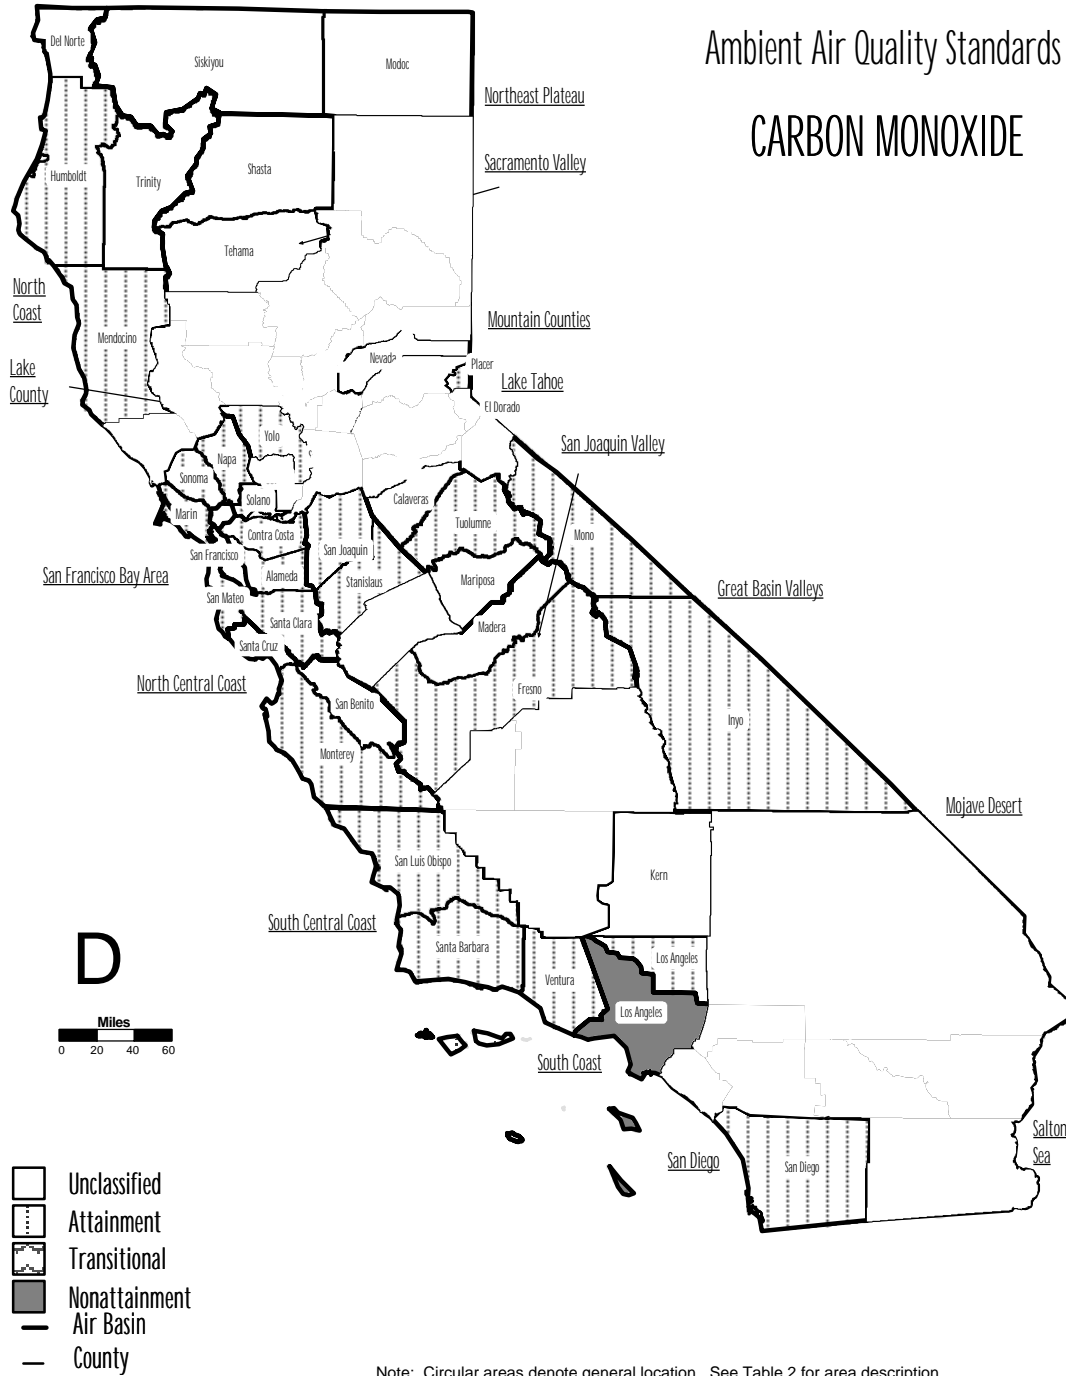 Ambient Air Quality Standards
CARBON MONOXIDE
Del Norte
Siskiyou
Modoc
Northeast Plateau
Sacramento Valley
Shasta
Humboldt
Trinity
Tehama
North
Coast
Mountain Counties
Mendocino
Nevada
Placer
Lake
County
Lake Tahoe
El Dorado
Yolo
San Joaquin Valley
Napa
Sonoma
Solano
Calaveras
Marin
Tuolumne
Contra Costa
Mono
San Francisco
San Joaquin
San Francisco Bay Area
Alameda
Stanislaus
Mariposa
Great Basin Valleys
San Mateo
Santa Clara
Madera
Santa Cruz
North Central Coast
Fresno
San Benito
Inyo
Monterey
Mojave Desert
San Luis Obispo
Kern
South Central Coast
Santa Barbara
Los Angeles
D
Ventura
Los Angeles
Miles
0 20 40 60
South Coast
Salton
Sea
San Diego
San Diego
Unclassified
Attainment
Transitional
Nonattainment
Air Basin
County
Note: Circular areas denote general location. See Table 2 for area description.